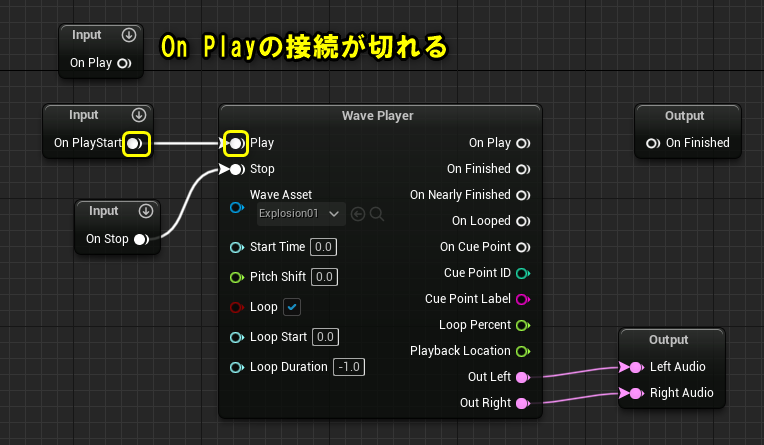 Input
On Play
On Playの接続が切れる
Input
On PlayStart
Input
On Stop
Wave Player
Play
On Play
Stop
On Finished
Wave Asset
Explosion01
On Nearly Finished
On Looped
Start Time 0.0
On Cue Point
Pitch Shift 0.0
Cue Point ID
Loop
Cue Point Label
Loop Start 0.0
Loop Percent
Loop Duration -1.0
Playback Location
Out Left
Out Right
Output
On Finished
Output
Left Audio
Right Audio